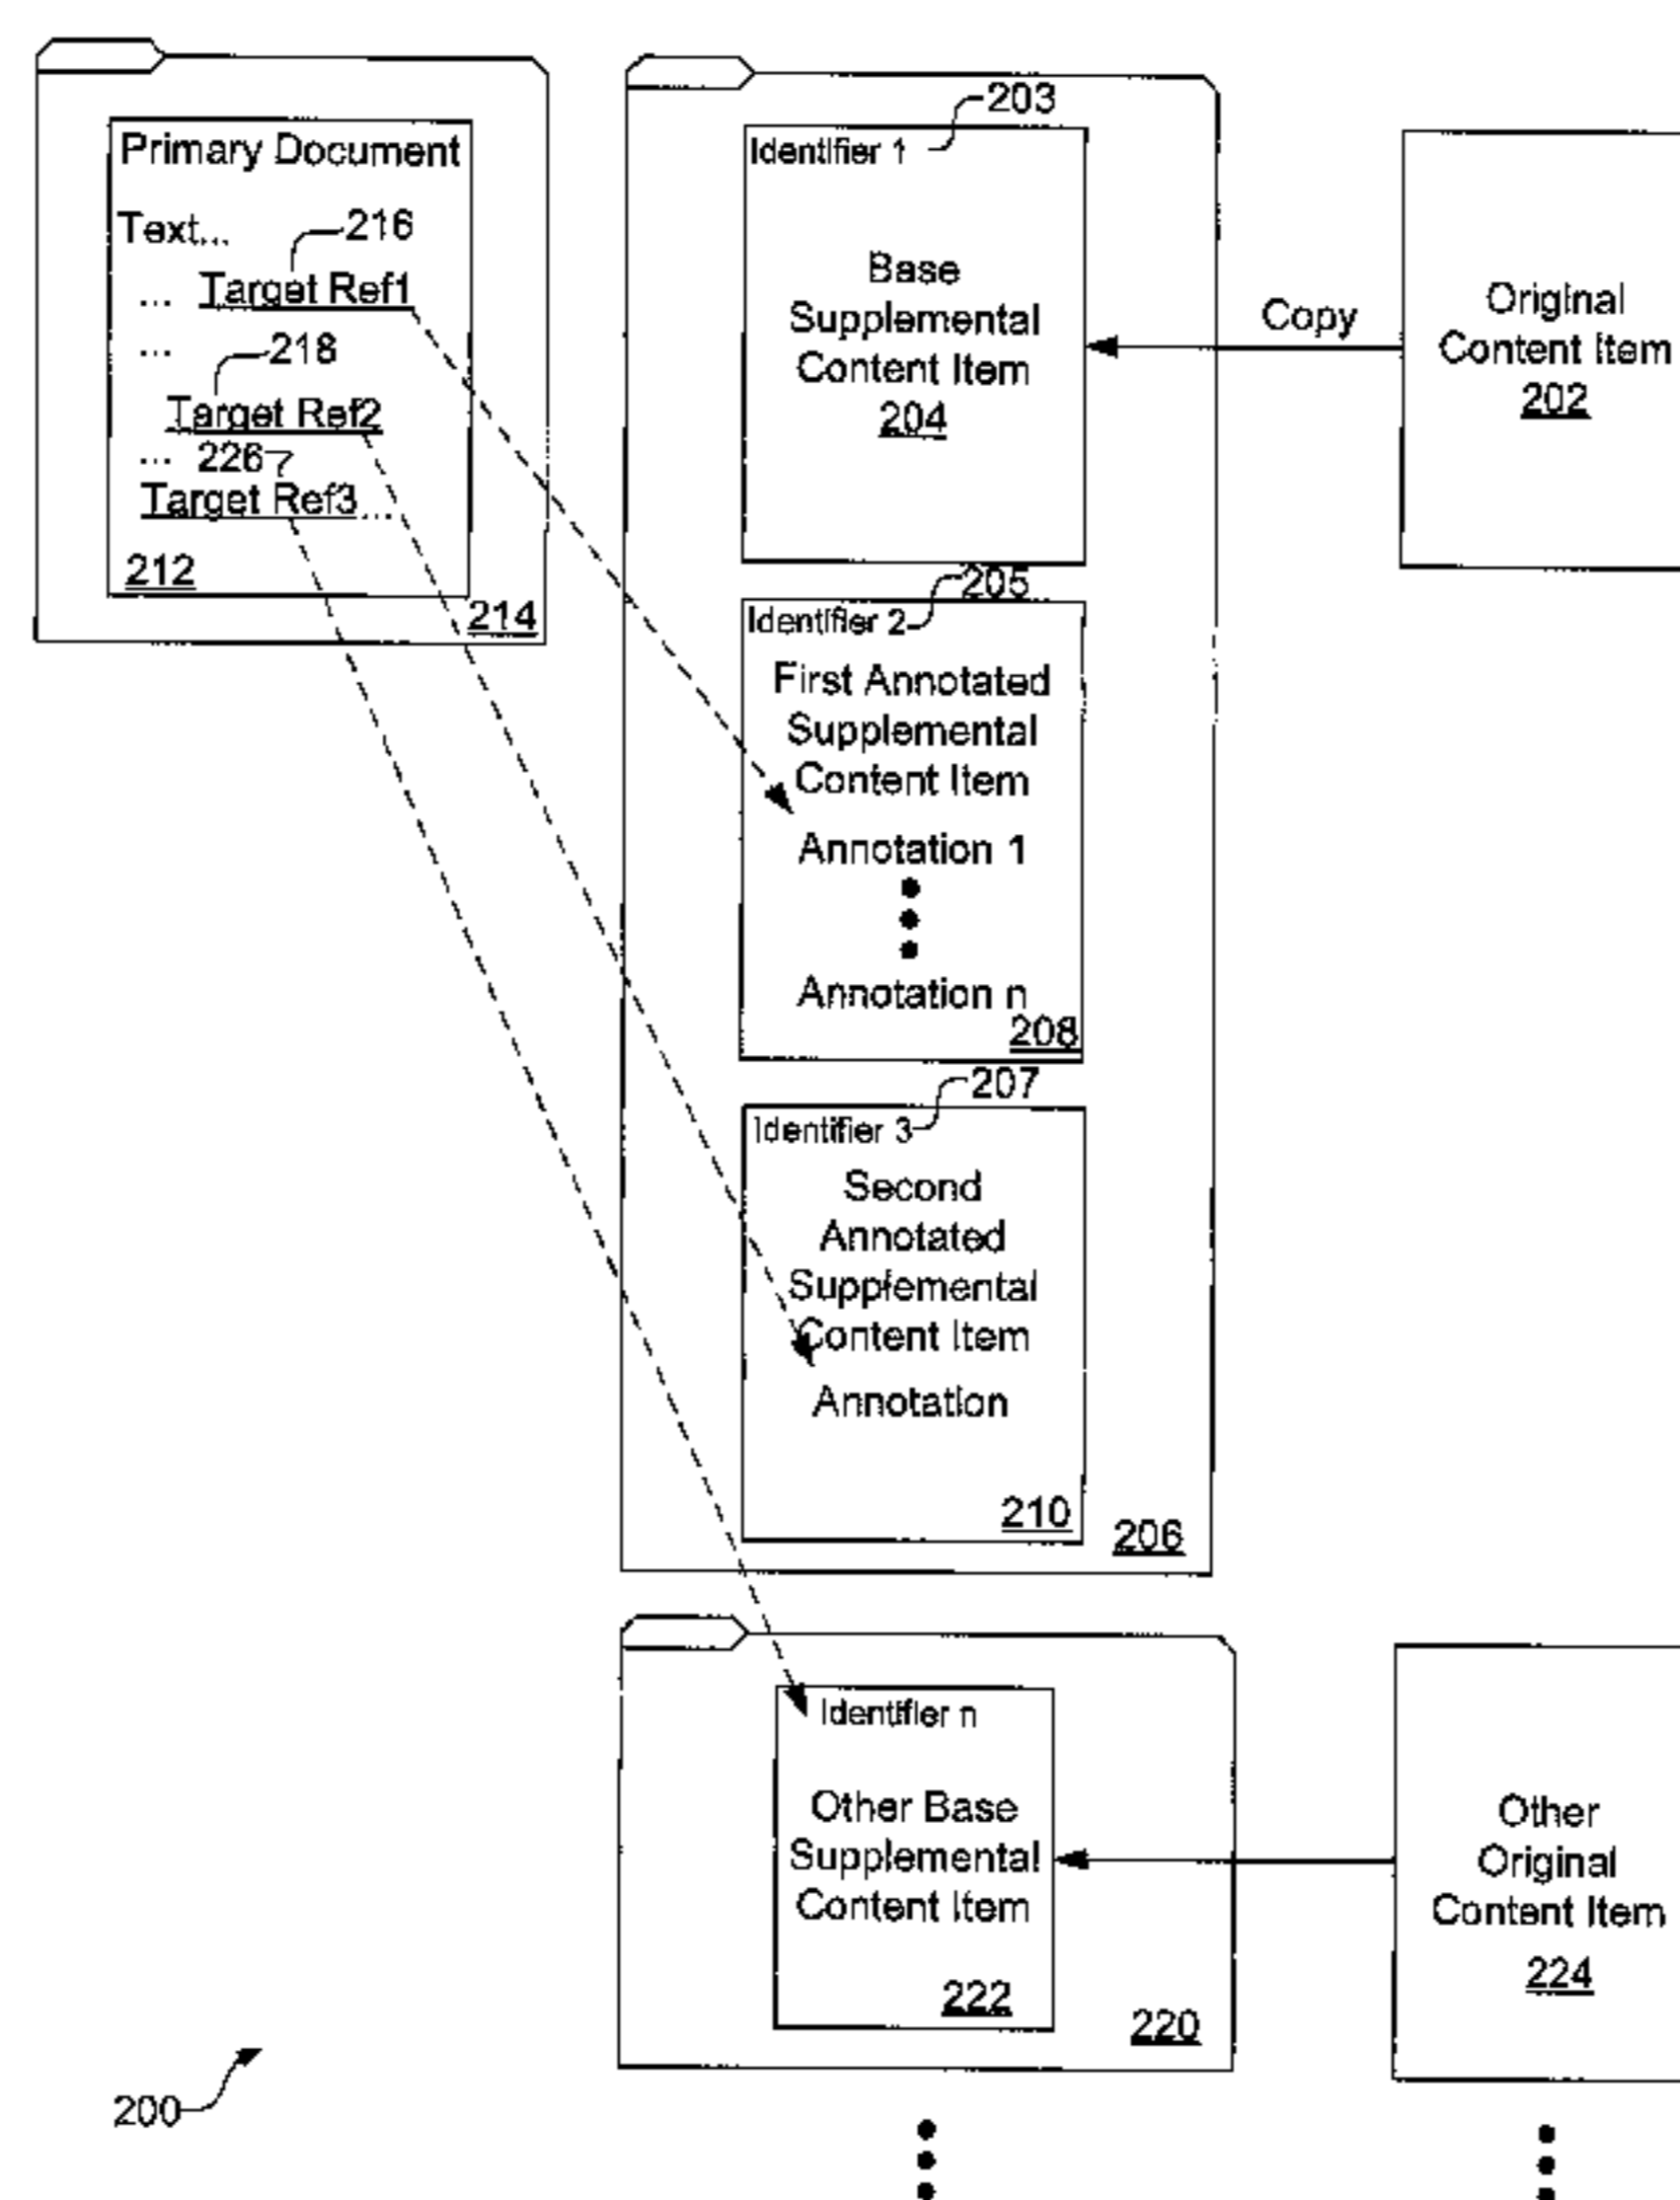 Primary Document
Text...
216
... Target Ref1
...
218
Target Ref2
... 226
Target Ref3 ...
212
214
203
Identifier 1
Base
Supplemental
Content Item
204
Copy
Original
Content Item
202
205
Identifier 2
First Annotated
Supplemental
Content Item
Annotation 1
Annotation n
208
207
Identifier 3
Second
Annotated
Supplemental
Content Item
Annotation
210
206
Identifier n
Other Base
Supplemental
Content Item
222
220
Other
Original
Content Item
224
200